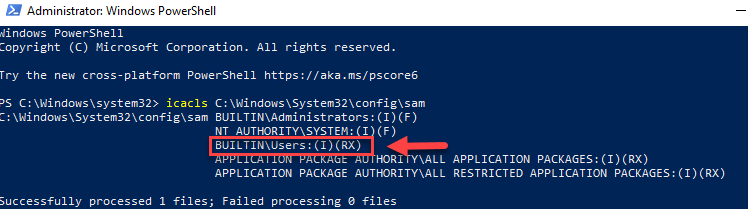 Administrator: Windows PowerShell
Windows PowerShell
Copyright (C) Microsoft Corporation. All rights reserved.
Try the new cross-platform PowerShell https://aka.ms/pscore6
PS C:\Windows\system32> icacls C:\Windows\System32\config\sam
C:\Windows\System32\config\sam BUILTIN\Administrators:(I)(F)
NT AUTHORITY\SYSTEM:(I)(F)
BUILTIN\Users:(I)(RX)
APPLICATION PACKAGE AUTHORITY\ALL APPLICATION PACKAGES:(I)(RX)
APPLICATION PACKAGE AUTHORITY\ALL RESTRICTED APPLICATION PACKAGES:(I)(RX)
Successfully processed 1 files; Failed processing 0 files